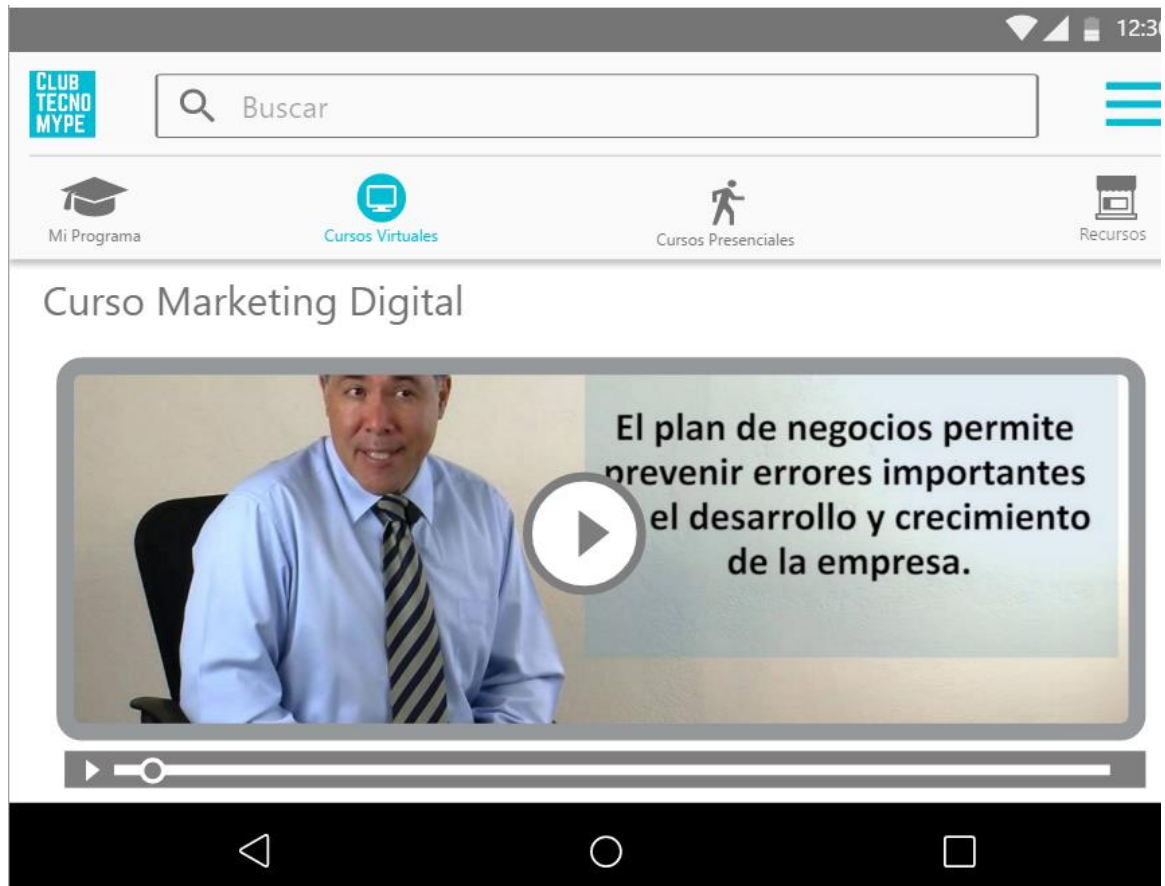 12:30
CLUB
TECNO
MYPE
Buscar
Mi Programa
Cursos Virtuales
Cursos Presenciales
Recursos
Curso Marketing Digital
El plan de negocios permite
prevenir errores importantes
el desarrollo y crecimiento
de la empresa.